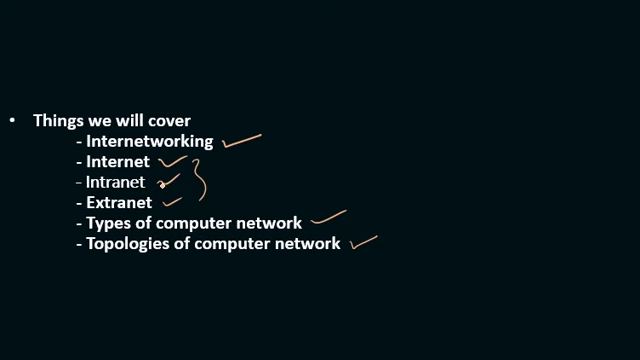 • Things we will cover
- Internetworking
- Internet
- Intranet
- Extranet
- Types of computer network
- Topologies of computer network